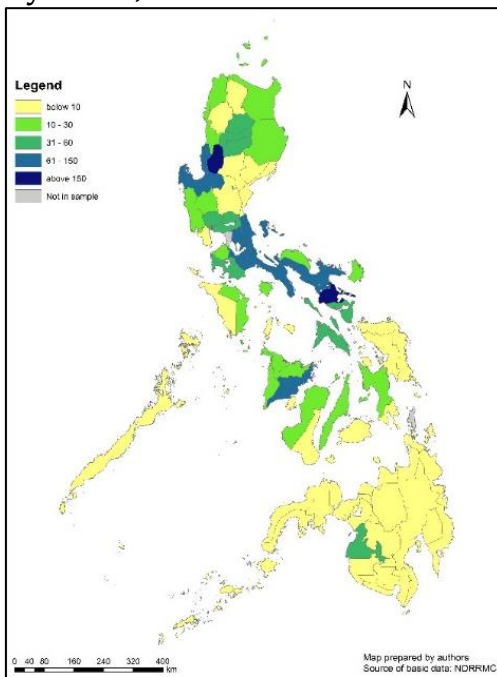 Legend
below 10
10 - 30
31 - 60
61 - 150
above 150
Not in sample
N
0 40 80 160 240 320 400
km
Map prepared by authors
Source of basic data: NDRRMC